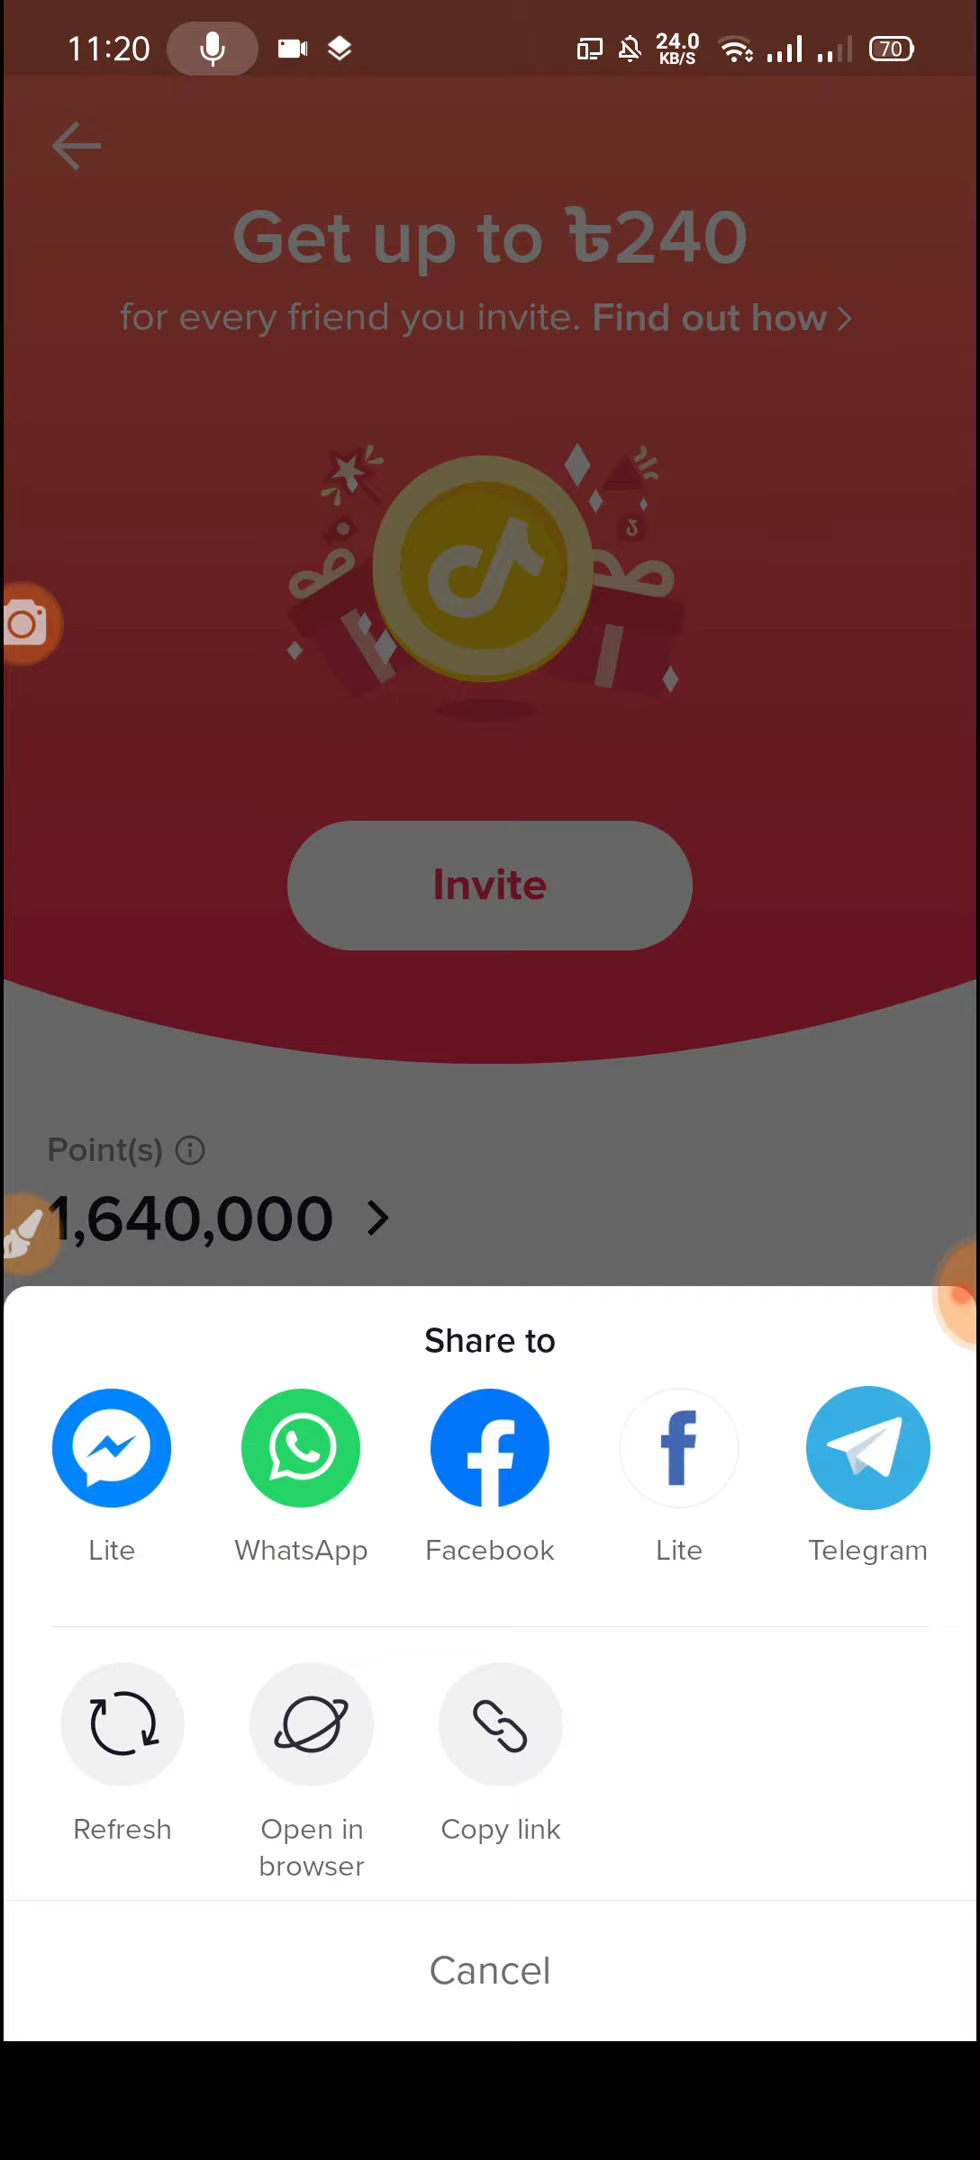 11:20
24.0
KB/S
70
Get up to ৳240
for every friend you invite. Find out how >
Invite
Point(s)
1,640,000 >
Share to
Lite
WhatsApp
Facebook
Lite
Telegram
Refresh
Open in
browser
Copy link
Cancel